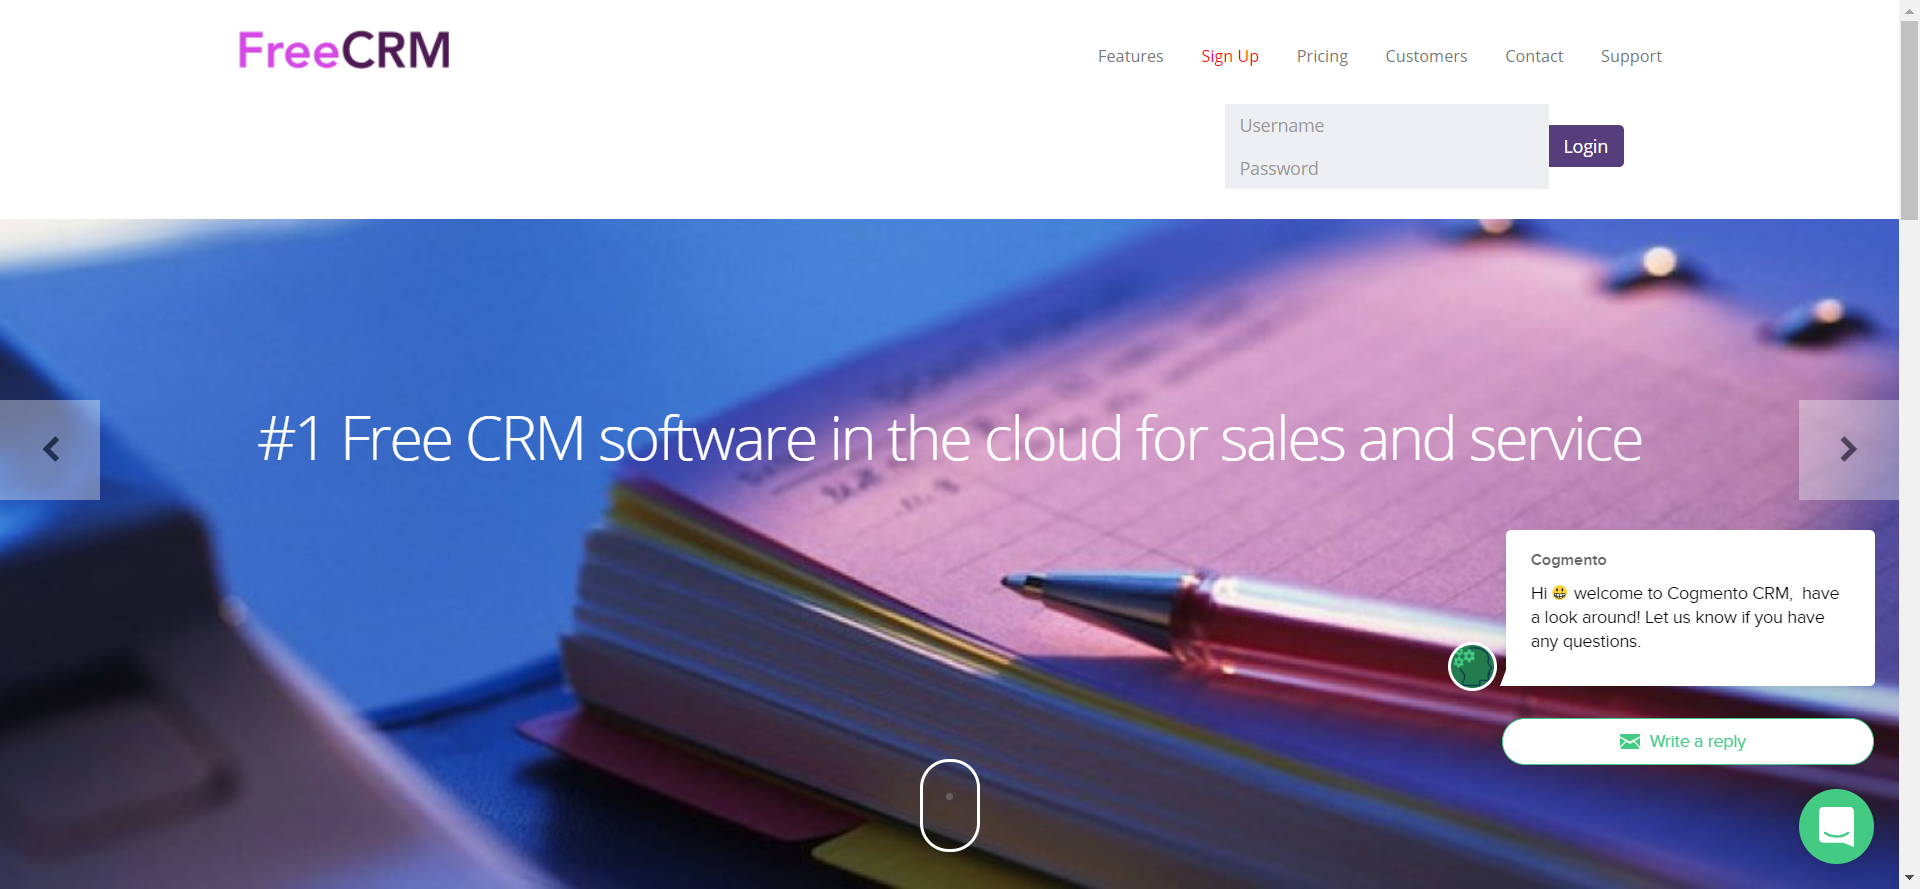 FreeCRM
Features Sign Up Pricing Customers Contact Support
Username
Password
Login
#1 Free CRM software in the cloud for sales and service
Cogmento
Hi 😀 welcome to Cogmento CRM, have
a look around! Let us know if you have
any questions.
Write a reply